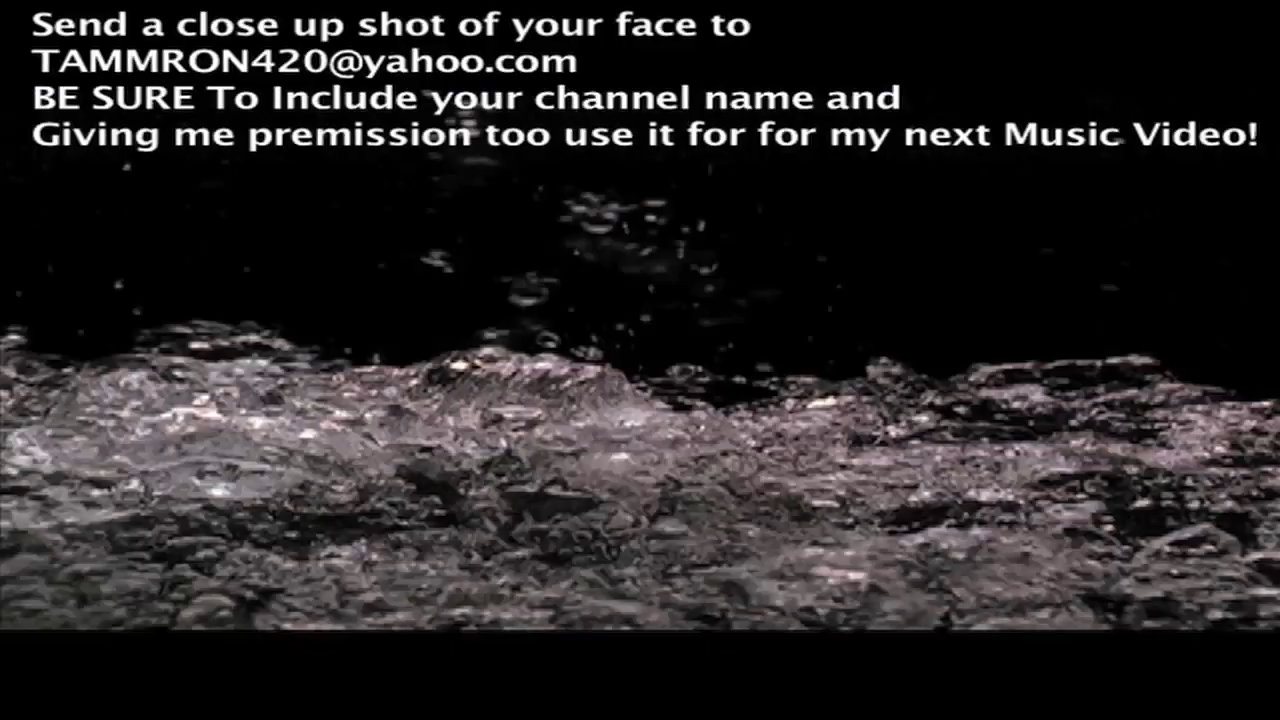 Send a close up shot of your face to
TAMMRON420@yahoo.com
BE SURE To Include your channel name and
Giving me premission too use it for for my next Music Video!